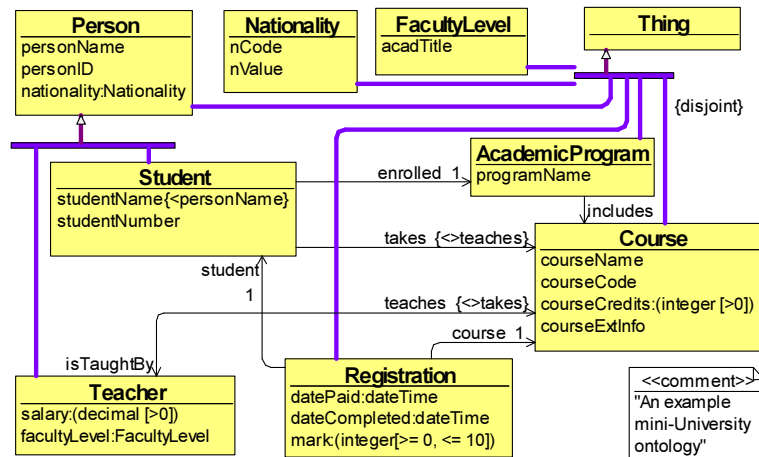 Person
personName
personID
nationality:Nationality
Nationality
nCode
nValue
FacultyLevel
acadTitle
Thing
{disjoint}
Student
studentName{<personName}
studentNumber
enrolled 1
AcademicProgram
programName
includes
takes {<>teaches}
Course
courseName
courseCode
courseCredits:(integer [>0])
courseExtInfo
student
1
teaches {<>takes}
course 1
isTaughtBy
Teacher
salary:(decimal [>0])
facultyLevel:FacultyLevel
Registration
datePaid:dateTime
dateCompleted:dateTime
mark:(integer[>= 0, <= 10])
<<comment>>
"An example
mini-University
ontology"